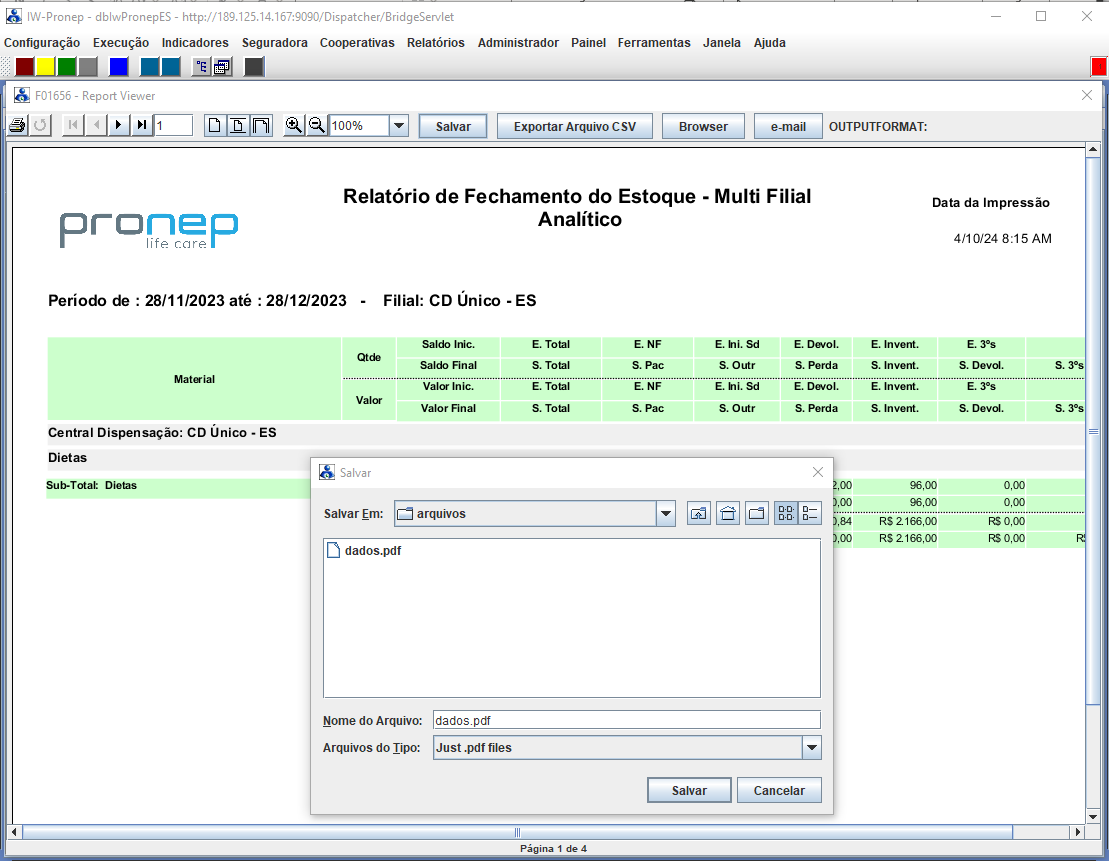 IW-Pronep - dbIwPronepES - http://189.125.14.167:9090/Dispatcher/BridgeServlet
Configuração Execução Indicadores Seguradora Cooperativas Relatórios Administrador Painel Ferramentas Janela Ajuda
F01656 - Report Viewer
1 100% Salvar Exportar Arquivo CSV Browser e-mail OUTPUTFORMAT:
Relatório de Fechamento do Estoque - Multi Filial
Analítico
Data da Impressão
4/10/24 8:15 AM
pronep
life care
Período de : 28/11/2023 até : 28/12/2023 - Filial: CD Único - ES
Material
Qtde
Saldo Inic. E. Total E. NF E. Ini. Sd E. Devol. E. Invent. E. 3ºs
Saldo Final S. Total S. Pac S. Outr S. Perda S. Invent. S. Devol. S. 3ºs
Valor
Valor Inic. E. Total E. NF E. Ini. Sd E. Devol. E. Invent. E. 3ºs
Valor Final S. Total S. Pac S. Outr S. Perda S. Invent. S. Devol. S. 3ºs
Central Dispensação: CD Único - ES
Dietas
Sub-Total: Dietas
2,00 96,00 0,00
0,00 96,00 0,00
0,84 R$ 2.166,00 R$ 0,00
0,00 R$ 2.166,00 R$ 0,00 R$
Salvar
Salvar Em: arquivos
dados.pdf
Nome do Arquivo: dados.pdf
Arquivos do Tipo: Just .pdf files
Salvar Cancelar
Página 1 de 4